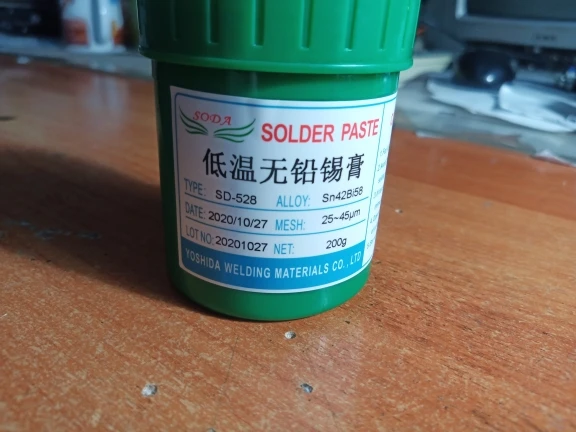 SODA
SOLDER PASTE
低温无铅锡膏
TYPE: SD-528 ALLOY: Sn42Bi58
DATE: 2020/10/27 MESH: 25~45μm
LOT NO: 20201027 NET: 200g
YOSHIDA WELDING MATERIALS CO., LTD